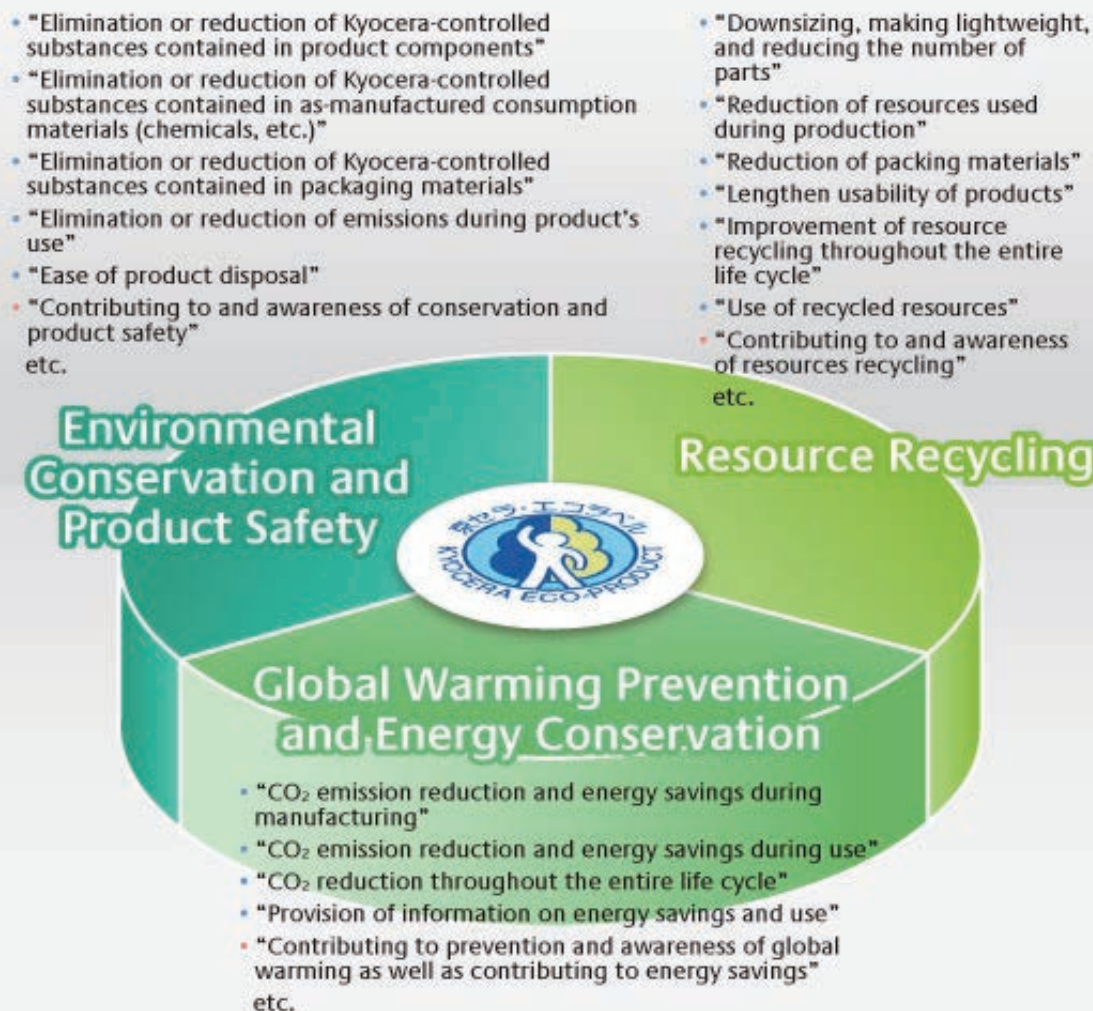 • “Elimination or reduction of Kyocera-controlled
substances contained in product components”
• “Elimination or reduction of Kyocera-controlled
substances contained in as-manufactured consumption
materials (chemicals, etc.)”
• “Elimination or reduction of Kyocera-controlled
substances contained in packaging materials”
• “Elimination or reduction of emissions during product’s
use”
• “Ease of product disposal”
• “Contributing to and awareness of conservation and
product safety”
etc.
• “Downsizing, making lightweight,
and reducing the number of
parts”
• “Reduction of resources used
during production”
• “Reduction of packing materials”
• “Lengthen usability of products”
• “Improvement of resource
recycling throughout the entire
life cycle”
• “Use of recycled resources”
• “Contributing to and awareness
of resources recycling”
etc.
Environmental
Conservation and
Product Safety
Resource Recycling
京セラ・エコラベル
KYOCERA ECO-PRODUCT
Global Warming Prevention
and Energy Conservation
• “CO₂ emission reduction and energy savings during
manufacturing”
• “CO₂ emission reduction and energy savings during use”
• “CO₂ reduction throughout the entire life cycle”
• “Provision of information on energy savings and use”
• “Contributing to prevention and awareness of global
warming as well as contributing to energy savings”
etc.